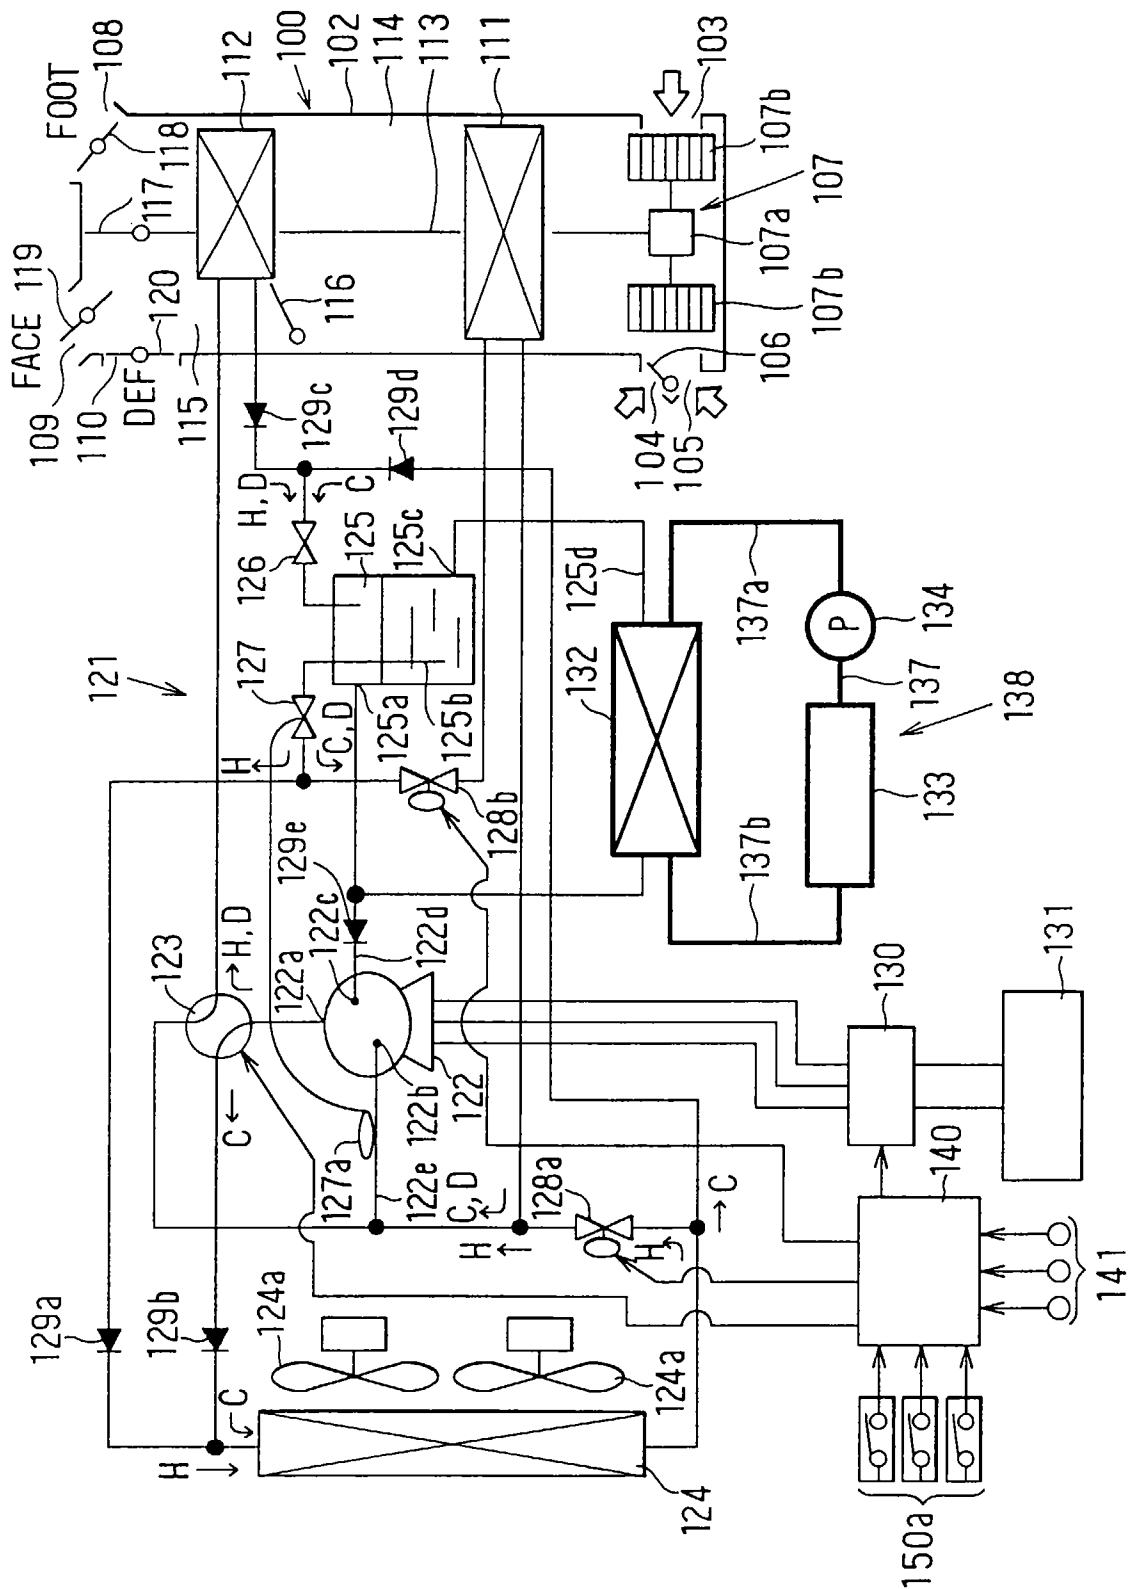 FOOT
108
118
112
100
102
114
113
111
103
107b
107
107a
107b
106
104
105
117
FACE
119
120
109
110
DEF
115
116
129c
129d
H,D
C
126
125
125c
125d
127
125a
125b
121
H
C,D
128b
129e
122c
122d
122a
H,D
123
C
127a
122e
122b
122
C,D
H
128a
H
C
129a
129b
124a
124a
C
H
124
132
137a
134
P
137
138
133
137b
130
131
140
141
150a